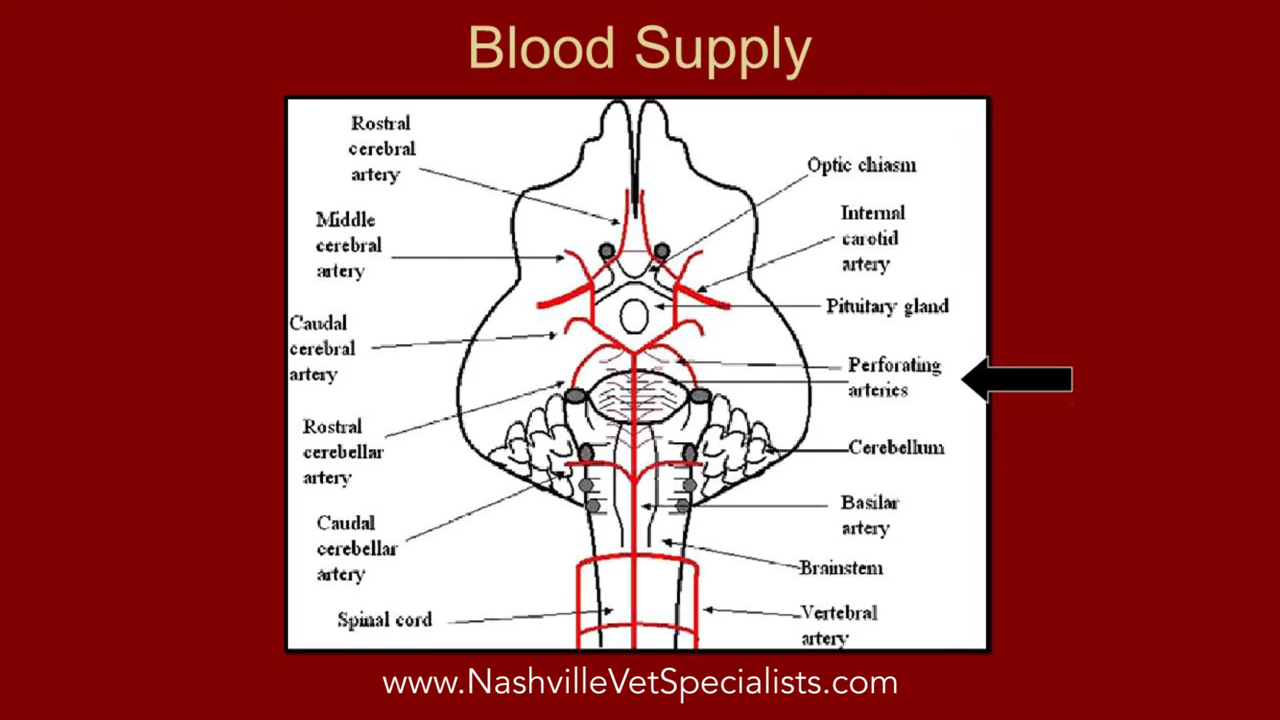 Blood Supply
Rostral
cerebral
artery
Middle
cerebral
artery
Caudal
cerebral
artery
Rostral
cerebellar
artery
Caudal
cerebellar
artery
Spinal cord
Optic chiasm
Internal
carotid
artery
Pituitary gland
Perforating
arteries
Cerebellum
Basilar
artery
Brainstem
Vertebral
artery
www.NashvilleVetSpecialists.com